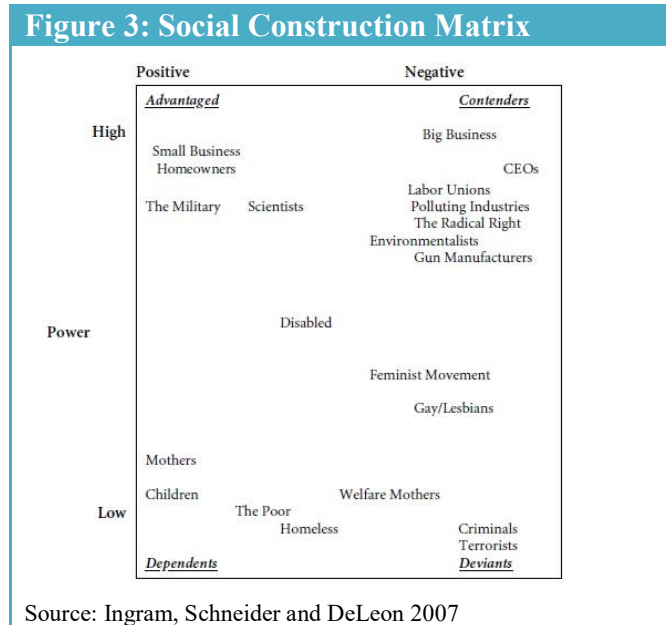 Figure 3: Social Construction Matrix
Positive Negative
Advantaged Contenders
High Big Business
Small Business
Homeowners CEOs
Labor Unions
The Military Scientists Polluting Industries
The Radical Right
Environmentalists
Gun Manufacturers
Disabled
Power
Feminist Movement
Gay/Lesbians
Mothers
Children Welfare Mothers
Low The Poor
Homeless Criminals
Terrorists
Dependents Deviants
Source: Ingram, Schneider and DeLeon 2007